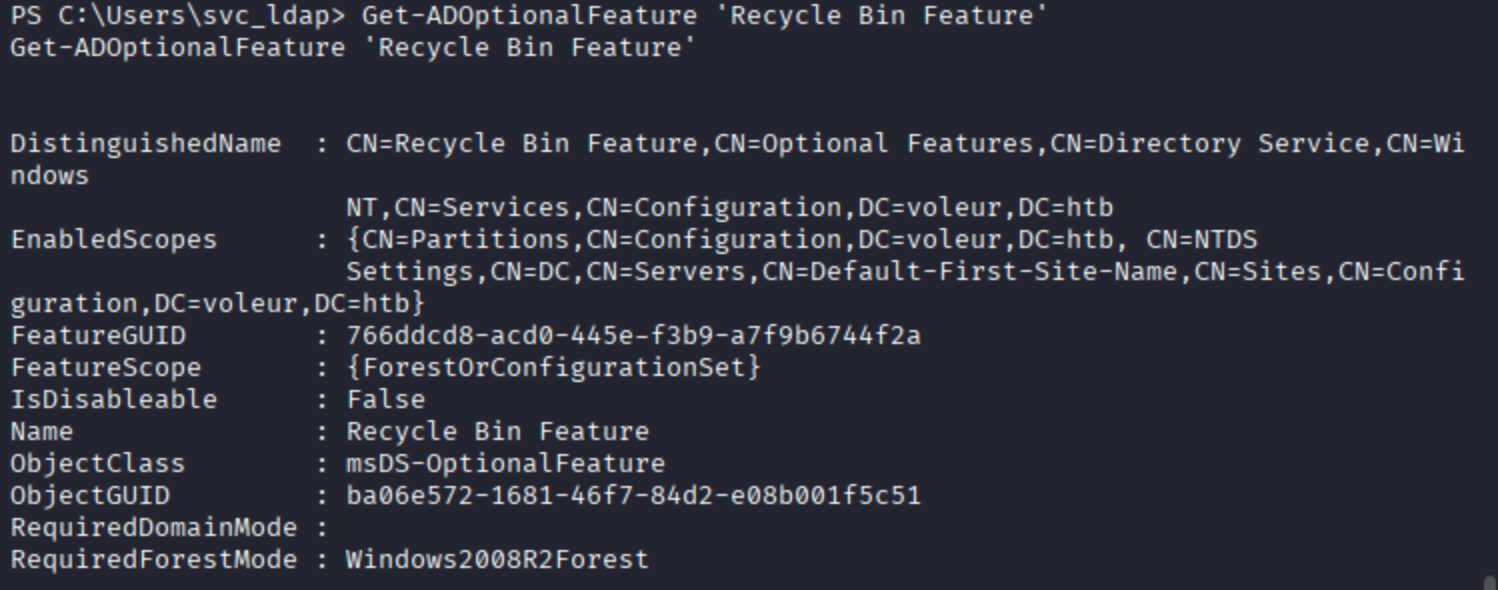 PS C:\Users\svc_ldap> Get-ADOptionalFeature 'Recycle Bin Feature'
Get-ADOptionalFeature 'Recycle Bin Feature'
DistinguishedName  : CN=Recycle Bin Feature,CN=Optional Features,CN=Directory Service,CN=Wi
ndows
                     NT,CN=Services,CN=Configuration,DC=voleur,DC=htb
EnabledScopes      : {CN=Partitions,CN=Configuration,DC=voleur,DC=htb, CN=NTDS
                     Settings,CN=DC,CN=Servers,CN=Default-First-Site-Name,CN=Sites,CN=Confi
guration,DC=voleur,DC=htb}
FeatureGUID        : 766ddcd8-acd0-445e-f3b9-a7f9b6744f2a
FeatureScope       : {ForestOrConfigurationSet}
IsDisableable      : False
Name               : Recycle Bin Feature
ObjectClass        : msDS-OptionalFeature
ObjectGUID         : ba06e572-1681-46f7-84d2-e08b001f5c51
RequiredDomainMode :
RequiredForestMode : Windows2008R2Forest